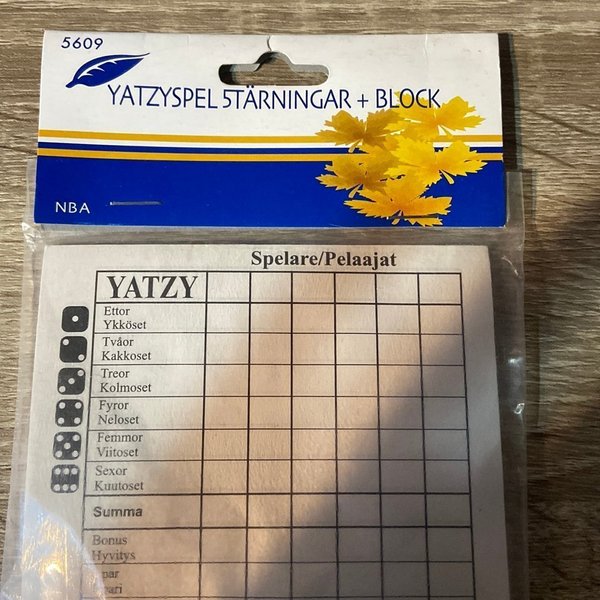 5609
YATZYSPEL 5TÄRNINGAR + BLOCK
NBA
Spelare/Pelaajat
YATZY
Ettor
Ykköset
Tvåor
Kakkoset
Treor
Kolmoset
Fyror
Neloset
Femmor
Viitoset
Sexor
Kuutoset
Summa
Bonus
Hyvitys